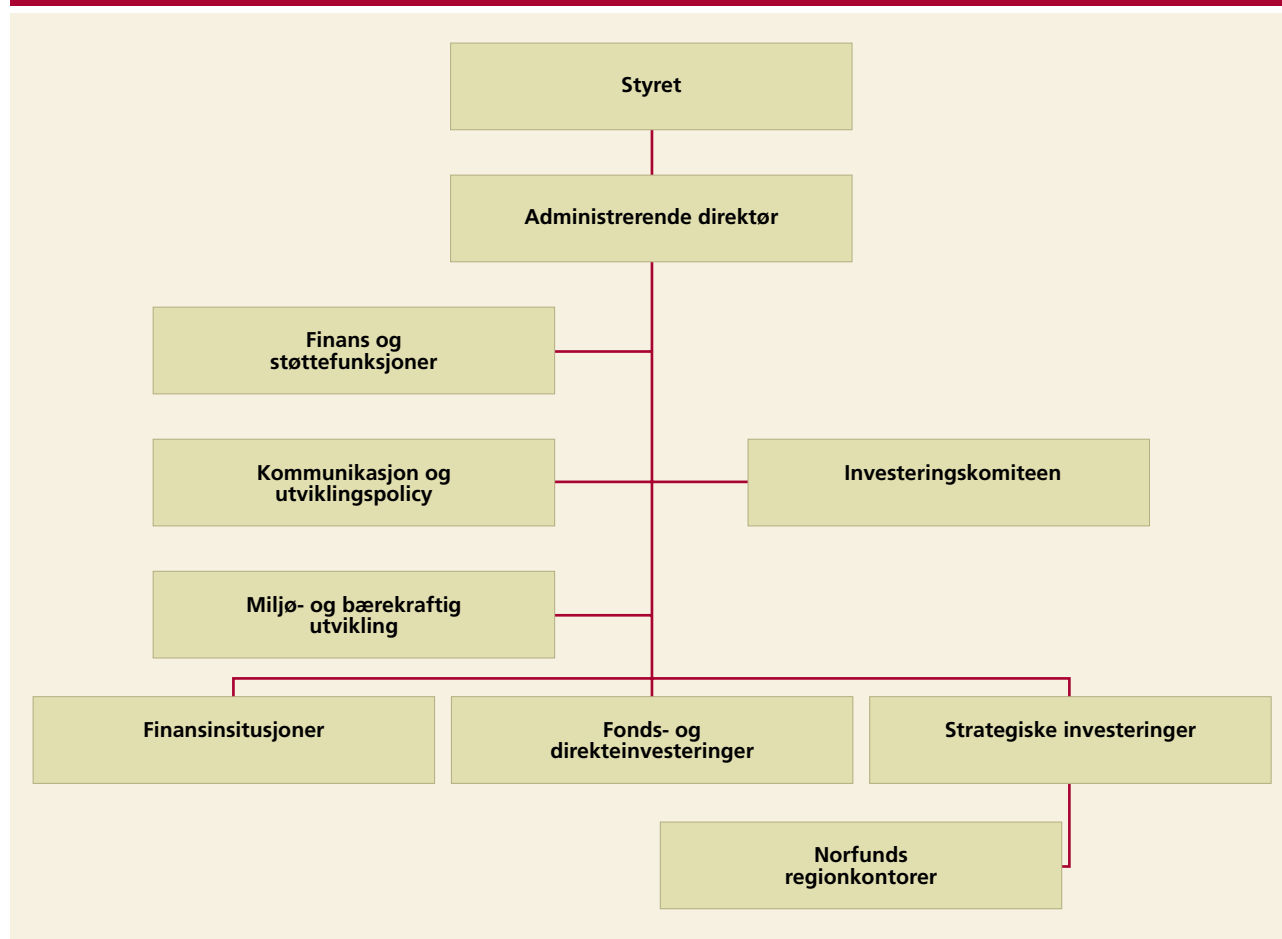 Styret
Administrerende direktør
Finans og
støttefunksjoner
Kommunikasjon og
utviklingspolicy
Investeringskomiteen
Miljø- og bærekraftig
utvikling
Finansinsitusjoner
Fonds- og
direkteinvesteringer
Strategiske investeringer
Norfunds
regionkontorer